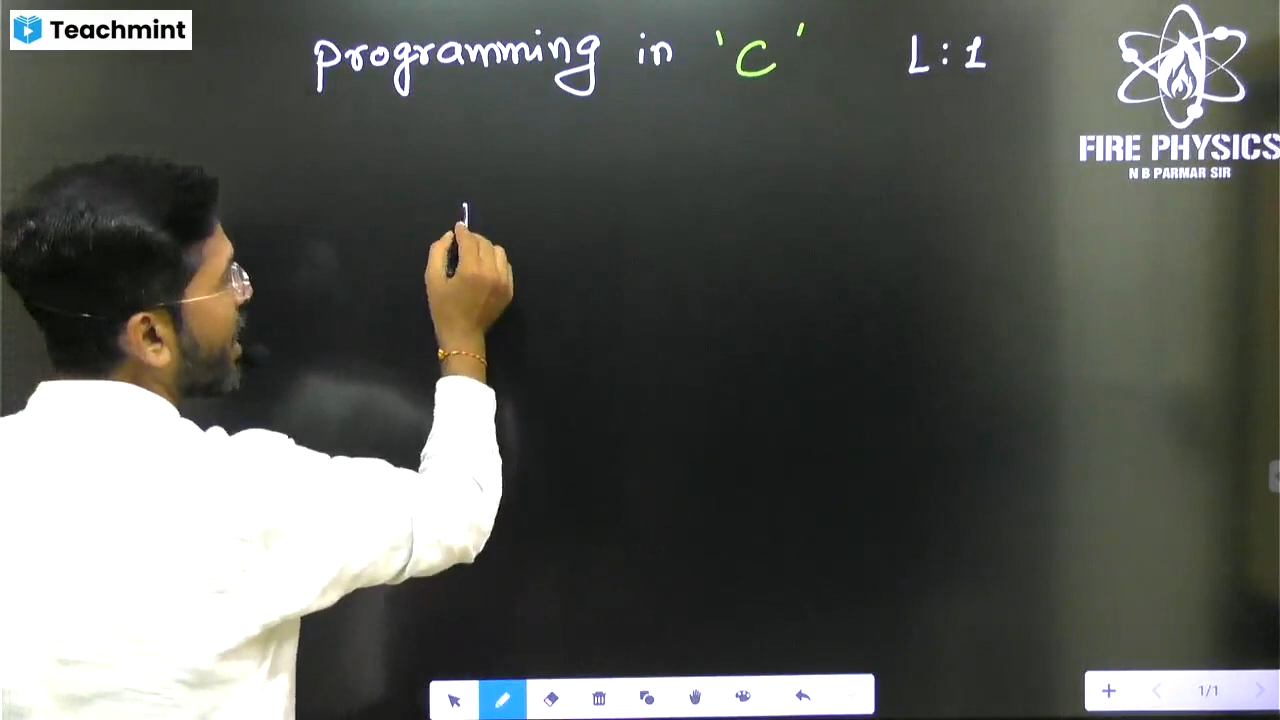 Teachmint
programming in 'C' L:1
FIRE PHYSICS
N B PARMAR SIR
1/1